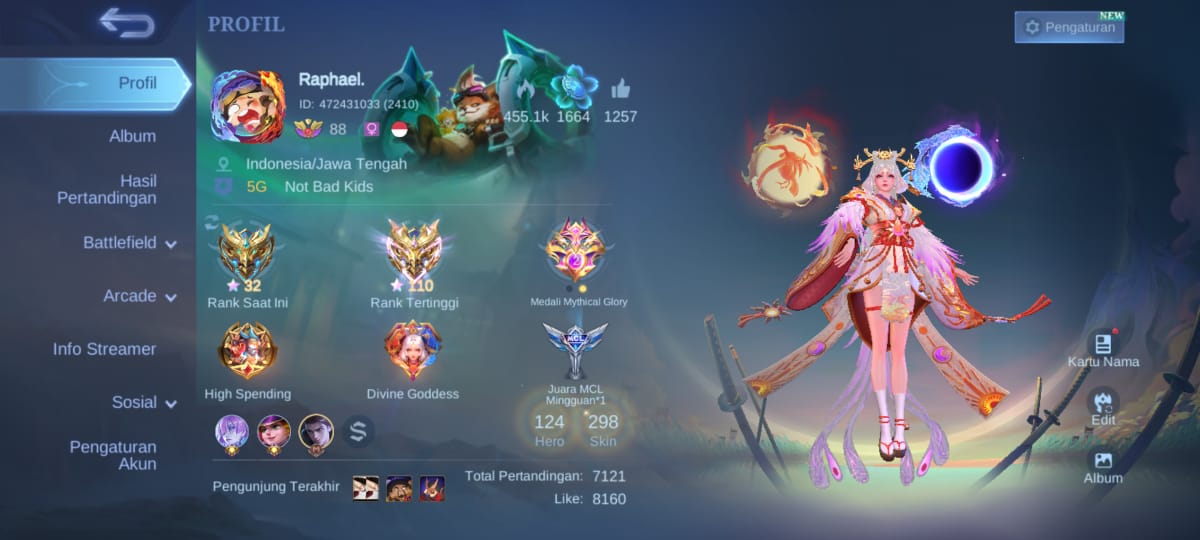 PROFIL
NEW
Pengaturan
Profil
Album
Hasil
Pertandingan
Battlefield
Arcade
Info Streamer
Sosial
Pengaturan
Akun
Raphael.
ID: 472431033 (2410)
88
455.1k 1664 1257
Indonesia/Jawa Tengah
5G Not Bad Kids
32
Rank Saat Ini
110
Rank Tertinggi
2
Medali Mythical Glory
High Spending
Divine Goddess
MCL
Juara MCL
Mingguan*1
124 298
Hero Skin
Pengunjung Terakhir
Total Pertandingan: 7121
Like: 8160
Kartu Nama
Edit
Album